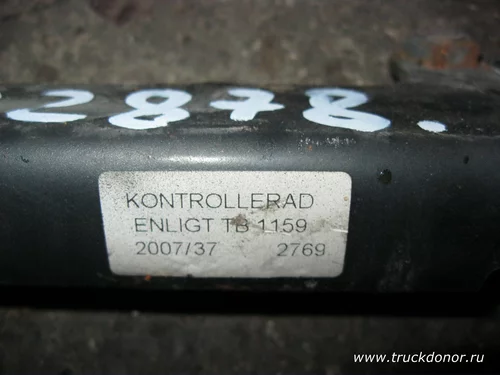 2878.
KONTROLLERAD
ENLIGT TB 1159
2007/37 2769
www.truckdonor.ru